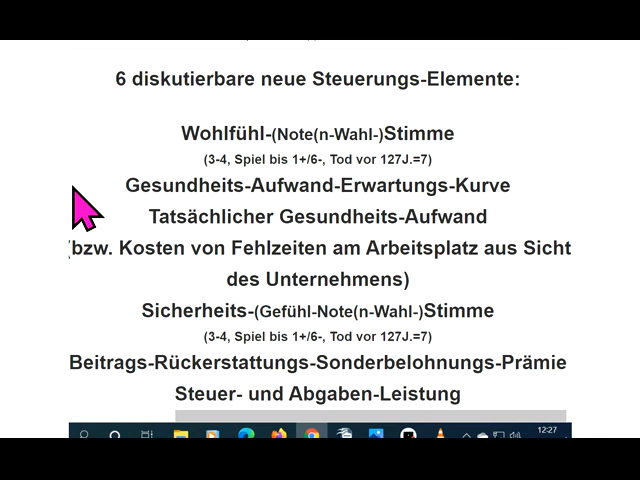 6 diskutierbare neue Steuerungs-Elemente:
Wohlfühl-(Note(n-Wahl-)Stimme
(3-4, Spiel bis 1+/6-, Tod vor 127J.=7)
Gesundheits-Aufwand-Erwartungs-Kurve
Tatsächlicher Gesundheits-Aufwand
(bzw. Kosten von Fehlzeiten am Arbeitsplatz aus Sicht
des Unternehmens)
Sicherheits-(Gefühl-Note(n-Wahl-)Stimme
(3-4, Spiel bis 1+/6-, Tod vor 127J.=7)
Beitrags-Rückerstattungs-Sonderbelohnungs-Prämie
Steuer- und Abgaben-Leistung
12:27